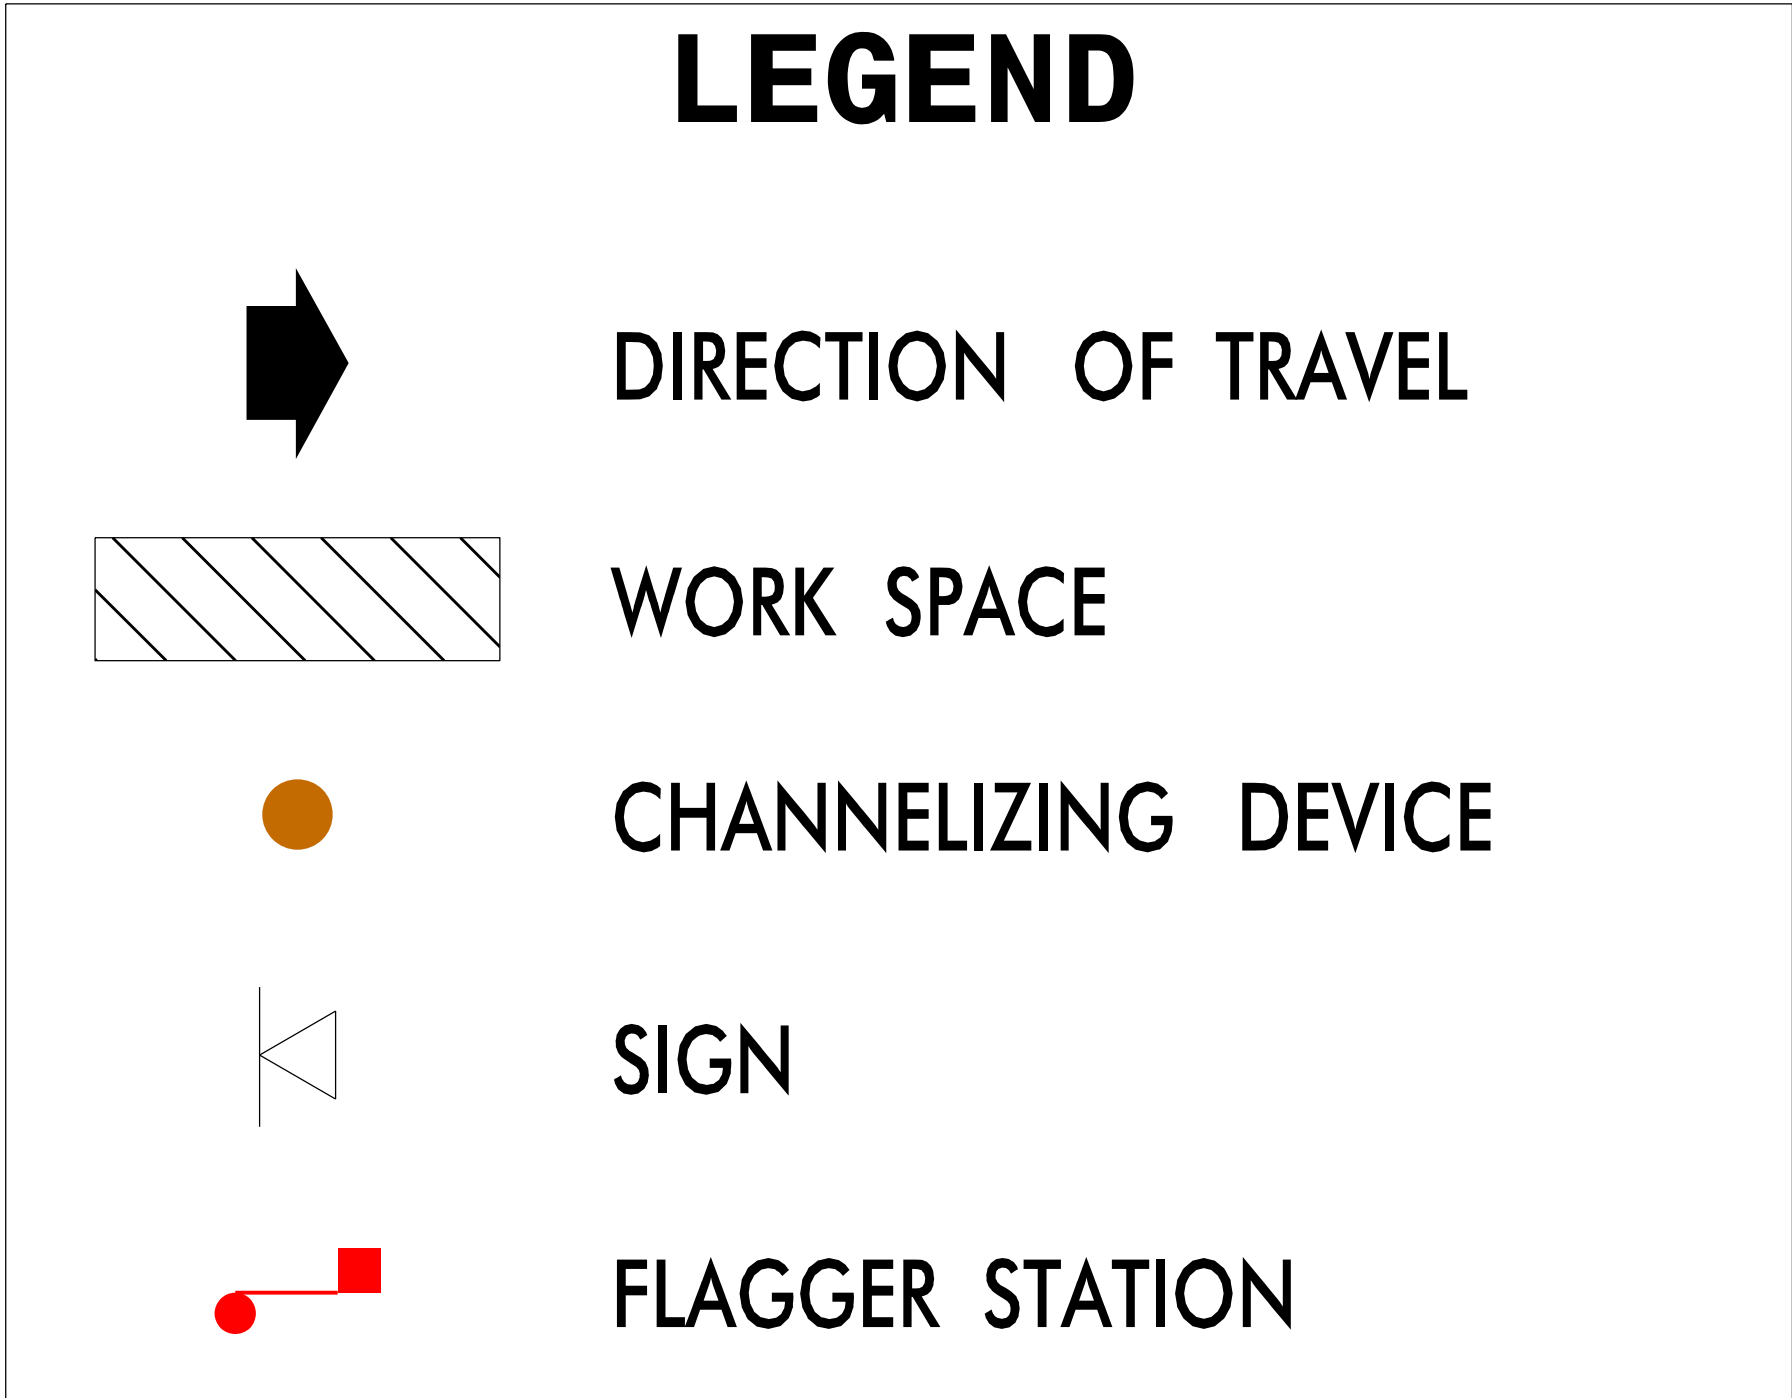 LEGEND
DIRECTION OF TRAVEL
WORK SPACE
CHANNELIZING DEVICE
SIGN
FLAGGER STATION